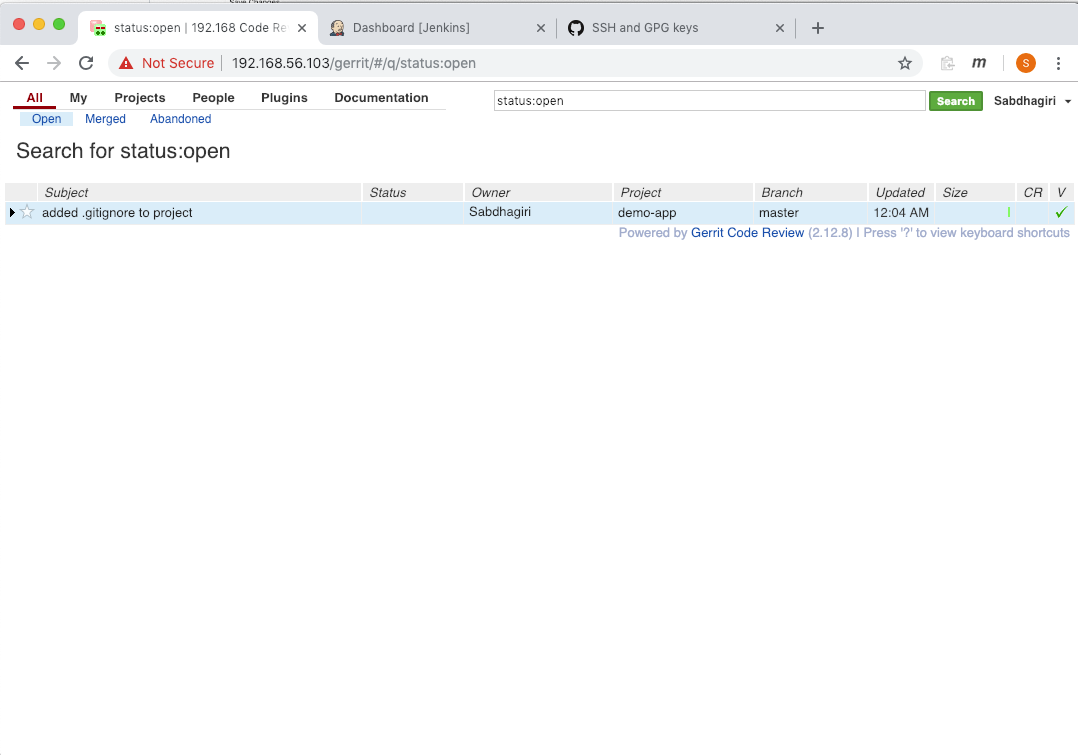 Save Changes
status:open | 192.168 Code Re
Dashboard [Jenkins]
SSH and GPG keys
Not Secure
192.168.56.103/gerrit/#/q/status:open
m
S
All My Projects People Plugins Documentation
status:open
Search
Sabdhagiri
Open Merged Abandoned
Search for status:open
Subject Status Owner Project Branch Updated Size CR V
added .gitignore to project Sabdhagiri demo-app master 12:04 AM
Powered by Gerrit Code Review (2.12.8) | Press '?' to view keyboard shortcuts